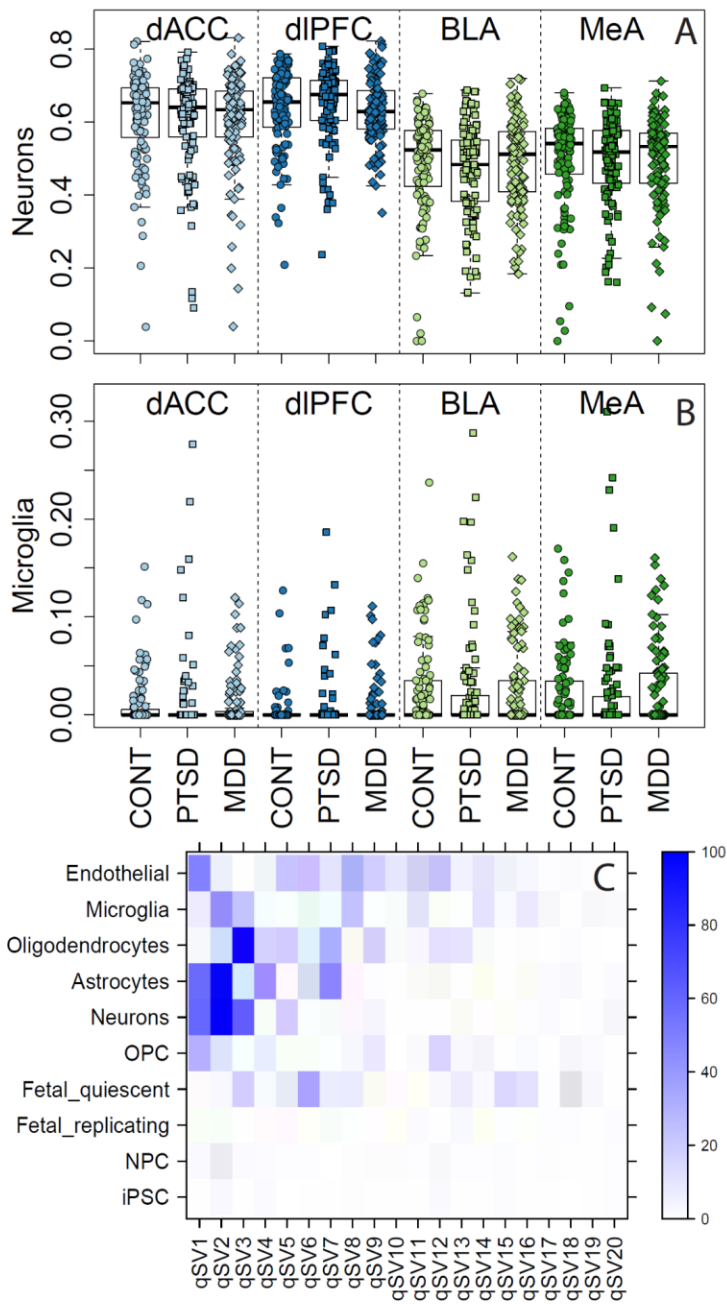 dACC dlPFC BLA MeA A
0.8
0.6
0.4
0.2
0.0
Neurons
dACC dlPFC BLA MeA B
0.30
0.20
0.10
0.00
Microglia
CONT PTSD MDD CONT PTSD MDD CONT PTSD MDD CONT PTSD MDD
C
Endothelial
Microglia
Oligodendrocytes
Astrocytes
Neurons
OPC
Fetal_quiescent
Fetal_replicating
NPC
iPSC
qSV1 qSV2 qSV3 qSV4 qSV5 qSV6 qSV7 qSV8 qSV9 qSV10 qSV11 qSV12 qSV13 qSV14 qSV15 qSV16 qSV17 qSV18 qSV19 qSV20
100
80
60
40
20
0